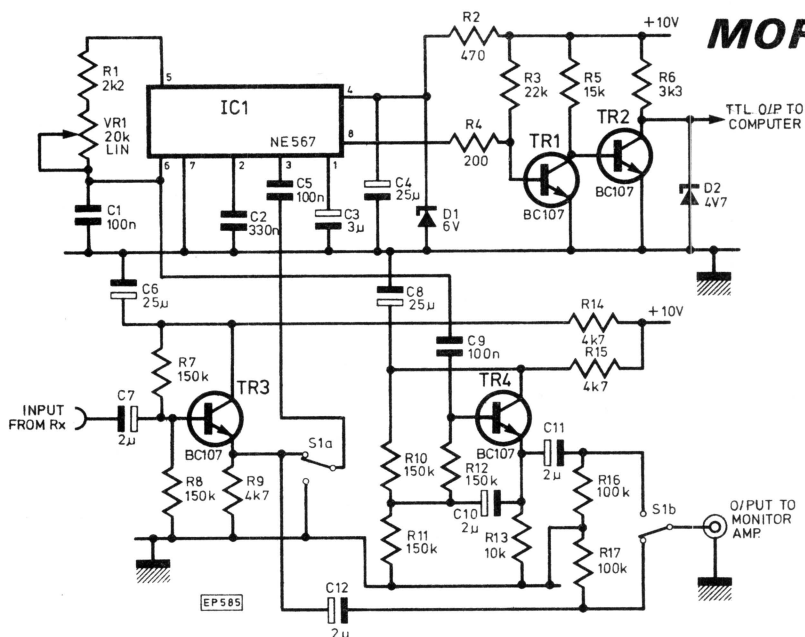 MOR
+10V
R2
470
R1
2k2
5
4
R3
22k
R5
15k
R6
3k3
IC1
NE567
TR2
TTL O/P TO
COMPUTER
VR1
20k
LIN
8
R4
200
TR1
BC107
BC107
6
7
2
3
1
C1
100n
C2
330n
C5
100n
C3
3µ
C4
25µ
D1
6V
D2
4V7
C6
25µ
C8
25µ
R14
4k7
+10V
R15
4k7
C9
100n
R7
150k
TR3
TR4
INPUT
FROM Rx
C7
2µ
BC107
S1a
BC107
C11
2µ
R8
150k
R9
4k7
R10
150k
R12
150k
C10
2µ
R16
100k
S1b
O/PUT TO
MONITOR
AMP.
R11
150k
R13
10k
R17
100k
EP585
C12
2µ